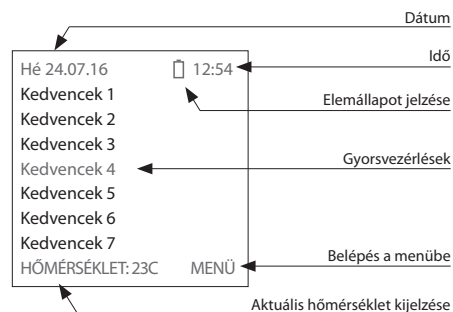 Dátum
Hé 24.07.16 12:54
Idő
Kedvencek 1
Elemállapot jelzése
Kedvencek 2
Kedvencek 3
Kedvencek 4
Gyorsvezérlések
Kedvencek 5
Kedvencek 6
Kedvencek 7
HŐMÉRSÉKLET: 23C MENÜ
Belépés a menübe
Aktuális hőmérséklet kijelzése